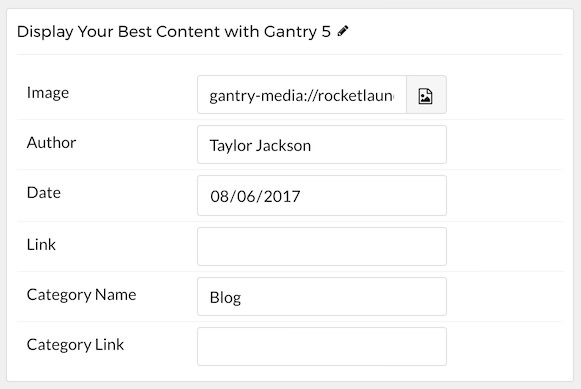 Display Your Best Content with Gantry 5
Image
gantry-media://rocketlaun
Author
Taylor Jackson
Date
08/06/2017
Link
Category Name
Blog
Category Link